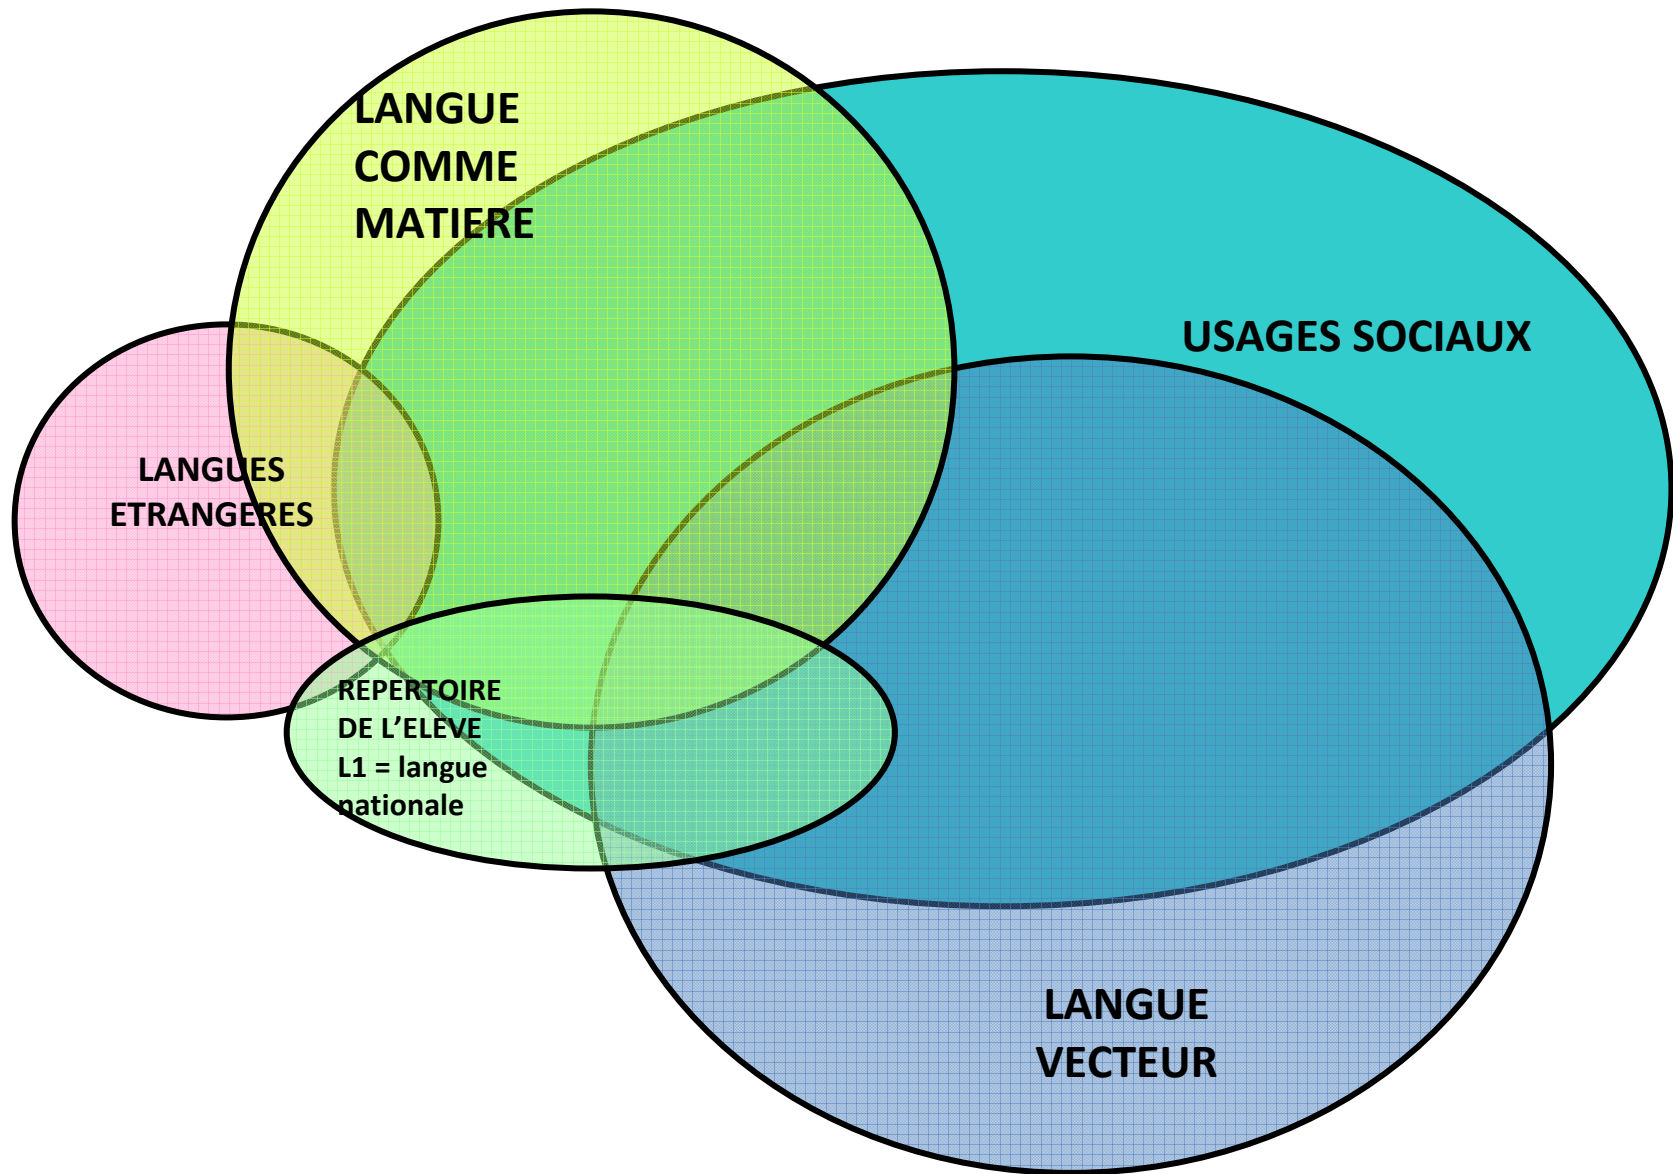 LANGUE
COMME
MATIERE
USAGES SOCIAUX
LANGUES
ETRANGERES
REPERTOIRE
DE L’ELEVE
L1 = langue
nationale
LANGUE
VECTEUR